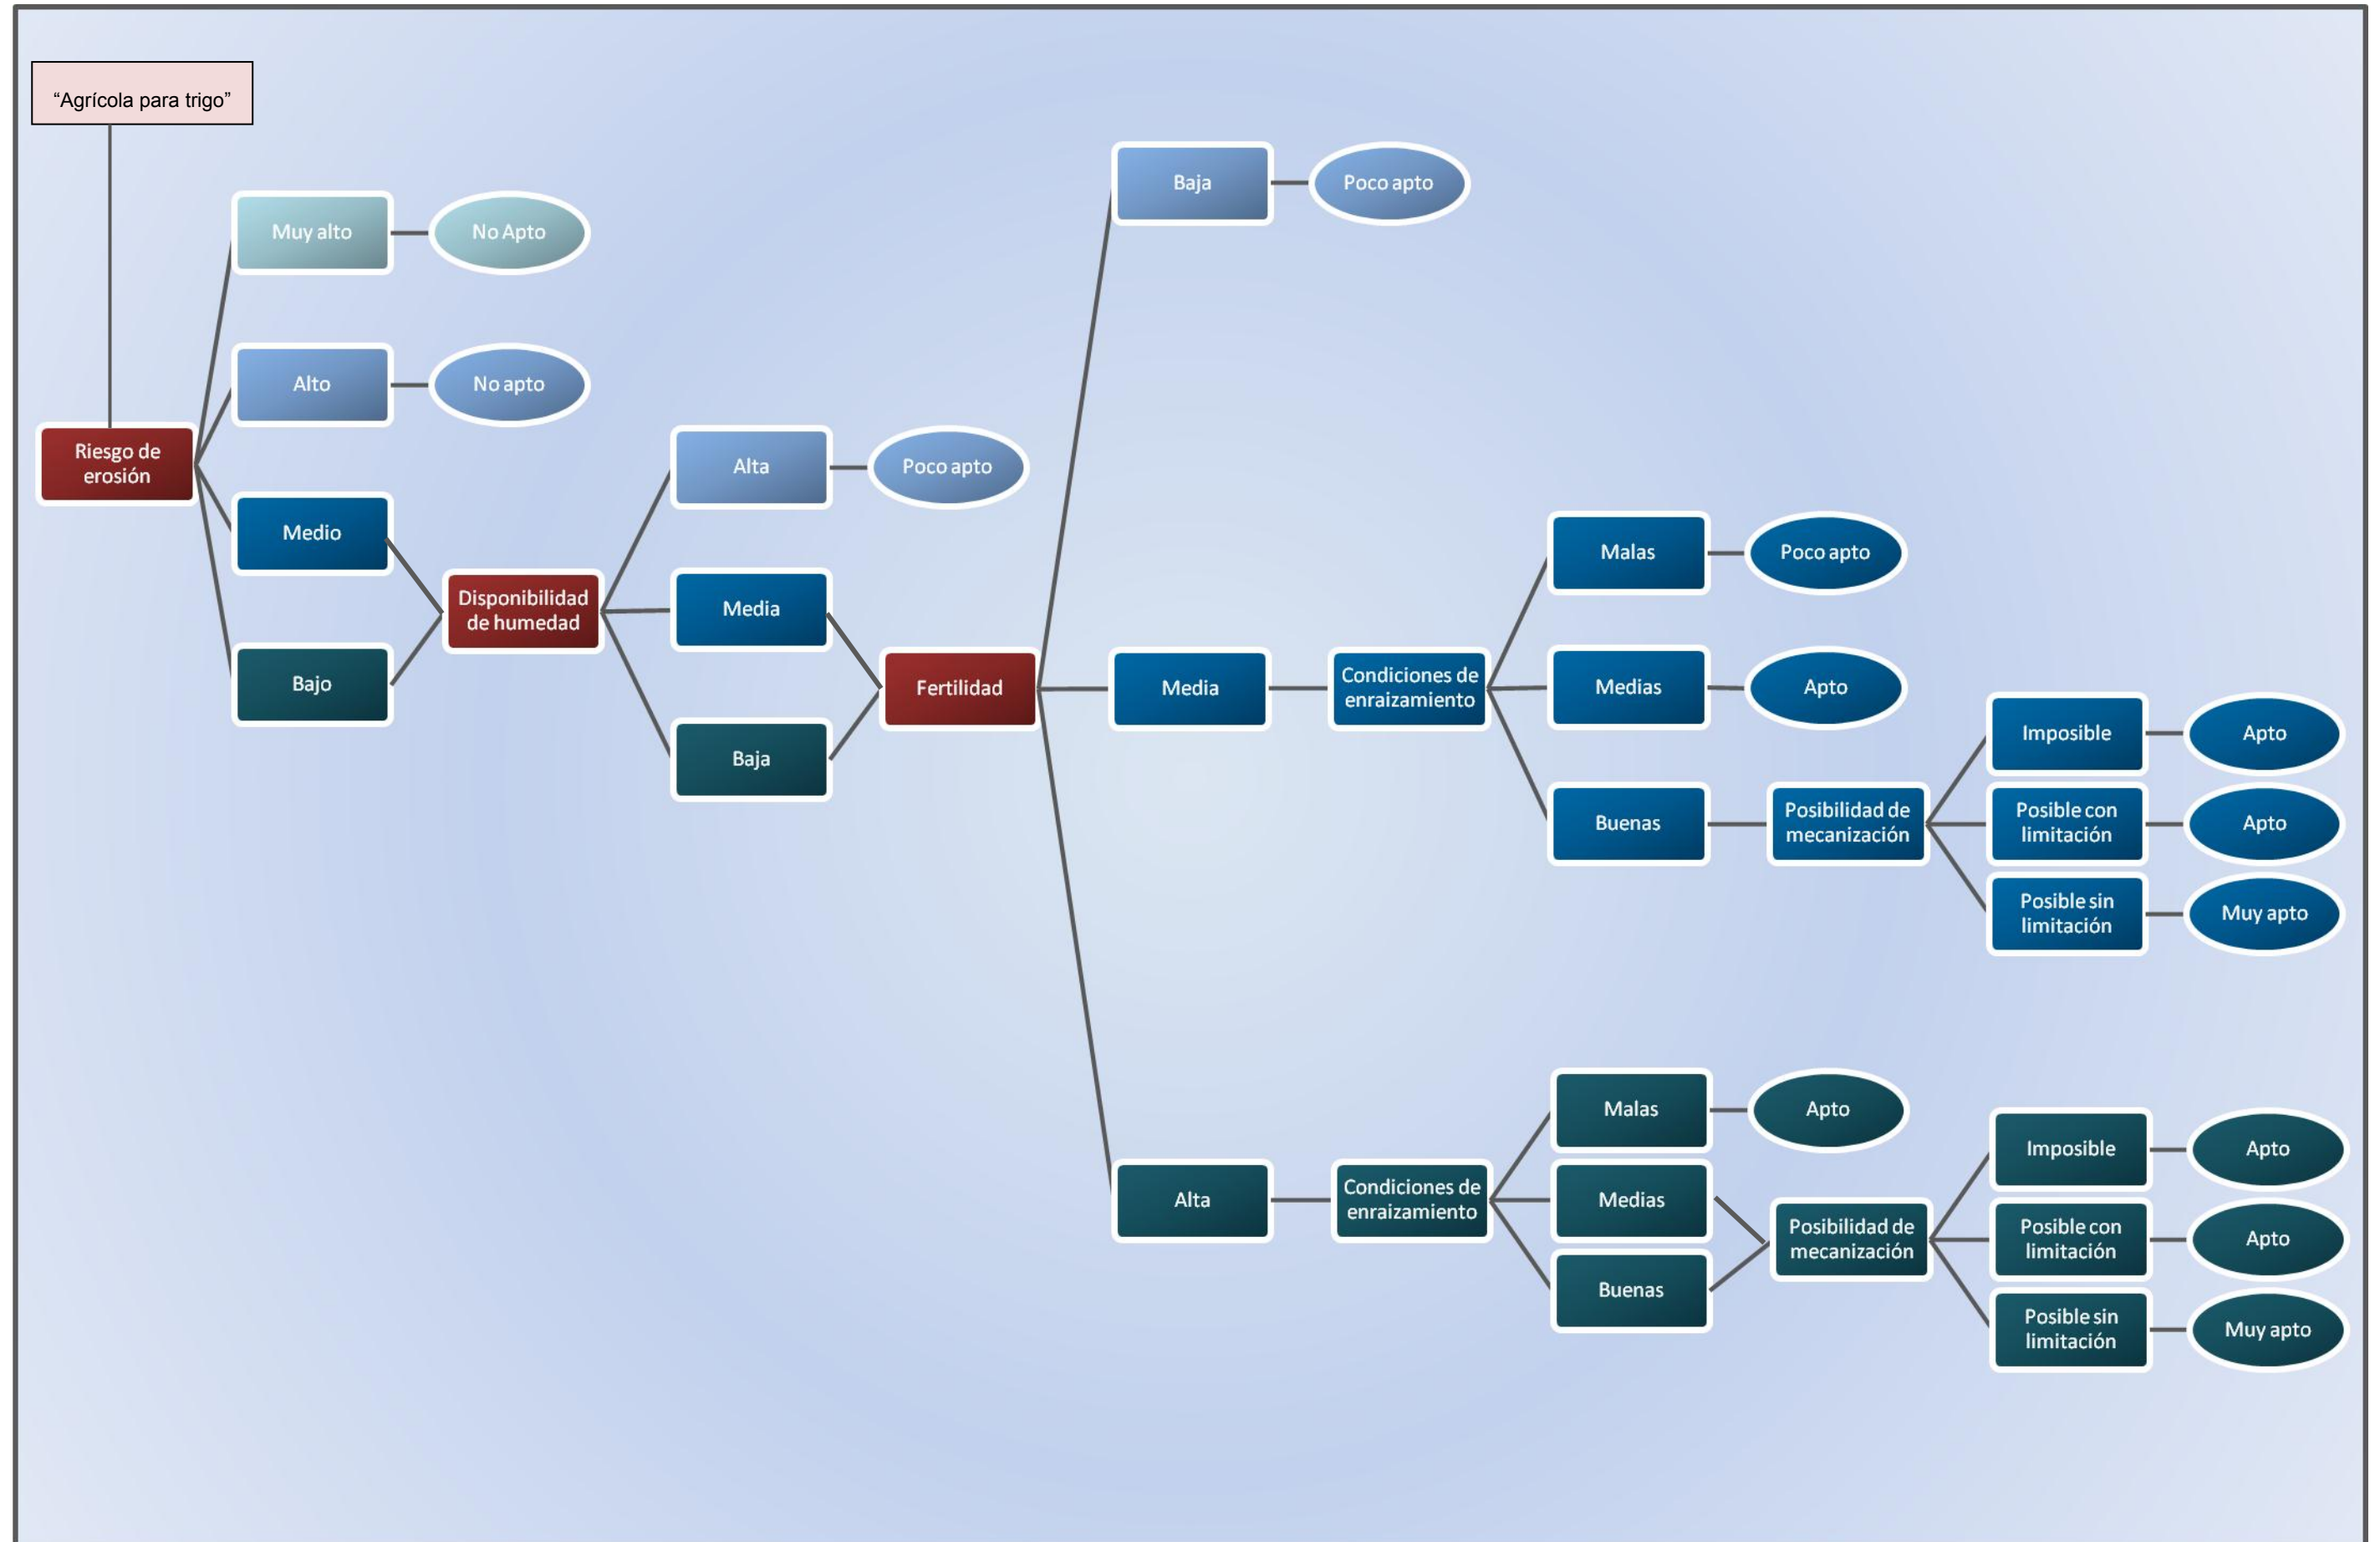 “Agrícola para trigo”
Riesgo de
erosión
Muy alto
No Apto
Alto
No apto
Medio
Bajo
Disponibilidad
de humedad
Alta
Poco apto
Media
Baja
Fertilidad
Baja
Poco apto
Media
Condiciones de
enraizamiento
Malas
Poco apto
Medias
Apto
Buenas
Posibilidad de
mecanización
Imposible
Apto
Posible con
limitación
Apto
Posible sin
limitación
Muy apto
Alta
Condiciones de
enraizamiento
Malas
Apto
Medias
Buenas
Posibilidad de
mecanización
Imposible
Apto
Posible con
limitación
Apto
Posible sin
limitación
Muy apto